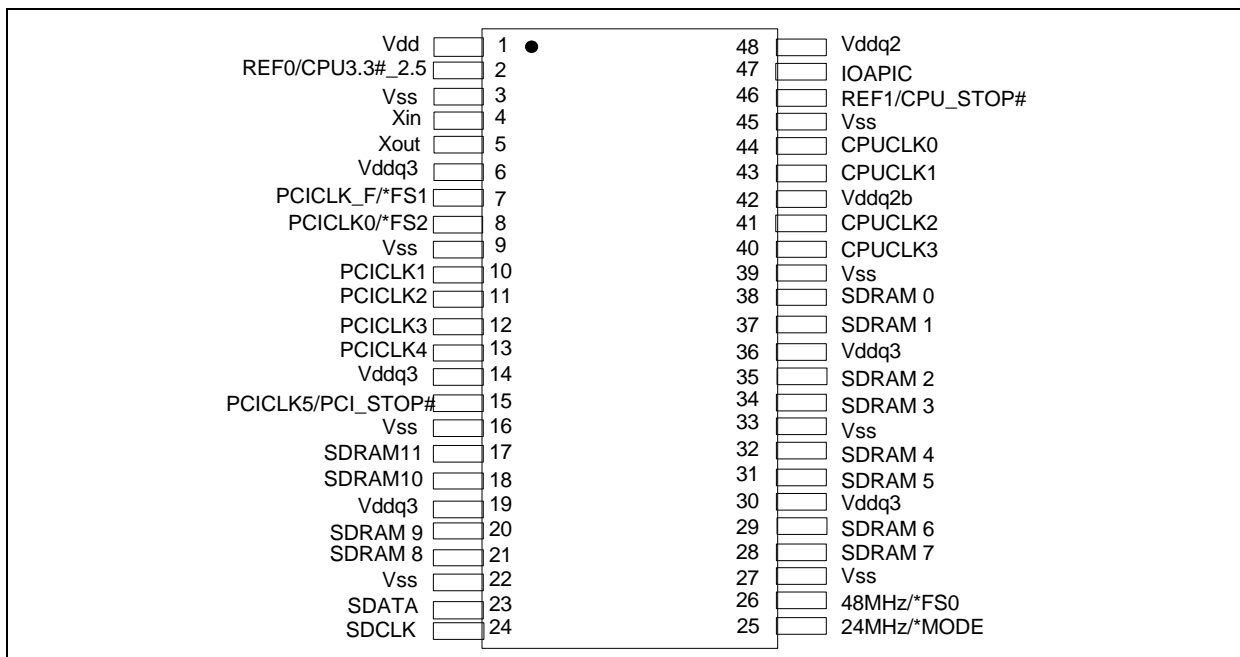 Vdd 1 48 Vddq2
REF0/CPU3.3#_2.5 2 47 IOAPIC
Vss 3 46 REF1/CPU_STOP#
Xin 4 45 Vss
Xout 5 44 CPUCLK0
Vddq3 6 43 CPUCLK1
PCICLK_F/*FS1 7 42 Vddq2b
PCICLK0/*FS2 8 41 CPUCLK2
Vss 9 40 CPUCLK3
PCICLK1 10 39 Vss
PCICLK2 11 38 SDRAM 0
PCICLK3 12 37 SDRAM 1
PCICLK4 13 36 Vddq3
Vddq3 14 35 SDRAM 2
PCICLK5/PCI_STOP# 15 34 SDRAM 3
Vss 16 33 Vss
SDRAM11 17 32 SDRAM 4
SDRAM10 18 31 SDRAM 5
Vddq3 19 30 Vddq3
SDRAM 9 20 29 SDRAM 6
SDRAM 8 21 28 SDRAM 7
Vss 22 27 Vss
SDATA 23 26 48MHz/*FS0
SDCLK 24 25 24MHz/*MODE